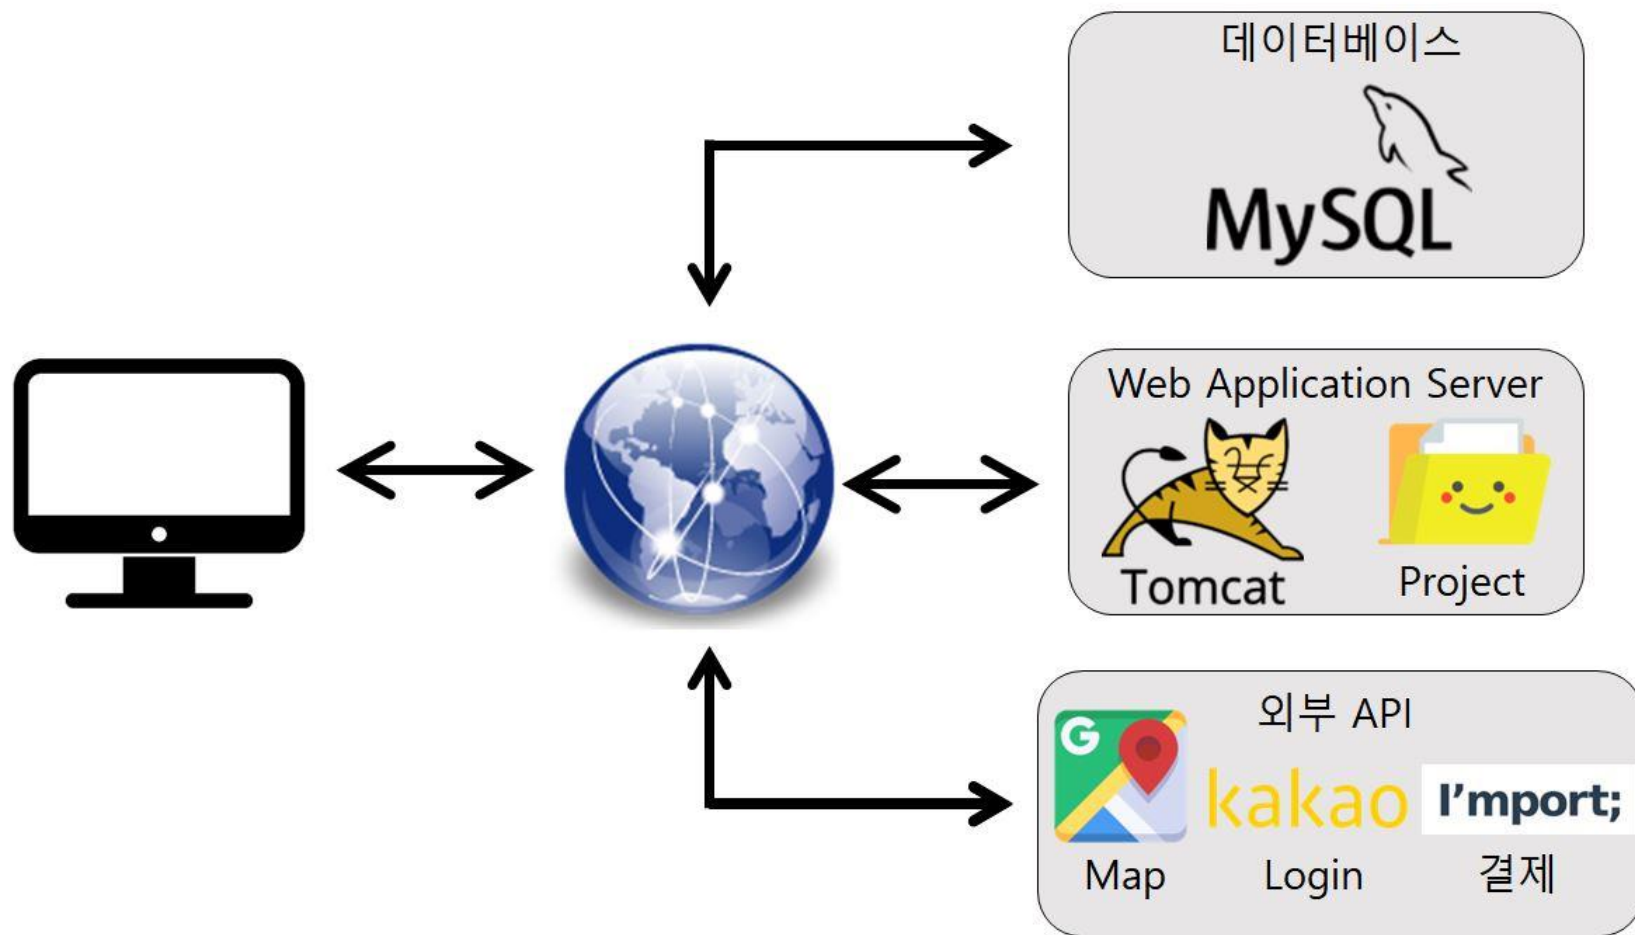 데이터베이스
MySQL
Web Application Server
Tomcat
Project
외부 API
G
kakao
I'mport;
Map
Login
결제